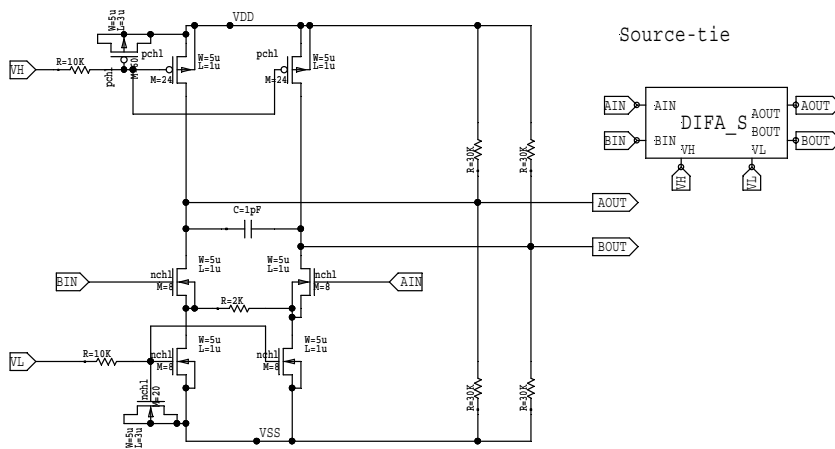 W=5u
L=3u
VDD
Source-tie
pch1
W=5u
L=1u
pch1
W=5u
L=1u
VH
R=10K
M=60
M=24
M=24
pch1
AIN
AIN
AOUT
AOUT
DIFA_S
BIN
BIN
BOUT
BOUT
VH
VL
VH
VL
R=30K
R=30K
AOUT
C=1pF
BOUT
W=5u
L=1u
W=5u
L=1u
BIN
nch1
M=8
nch1
M=8
AIN
R=2K
W=5u
L=1u
W=5u
L=1u
VL
R=10K
nch1
M=8
nch1
M=8
R=30K
R=30K
nch1
M=20
W=5u
L=3u
VSS